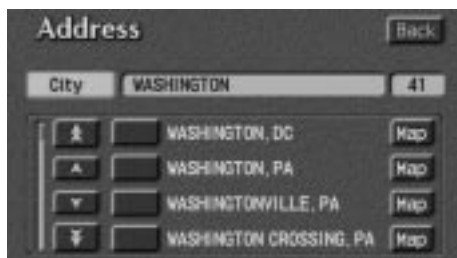 Address Back
City WASHINGTON 41
WASHINGTON, DC Map
WASHINGTON, PA Map
WASHINGTONVILLE, PA Map
WASHINGTON CROSSING, PA Map